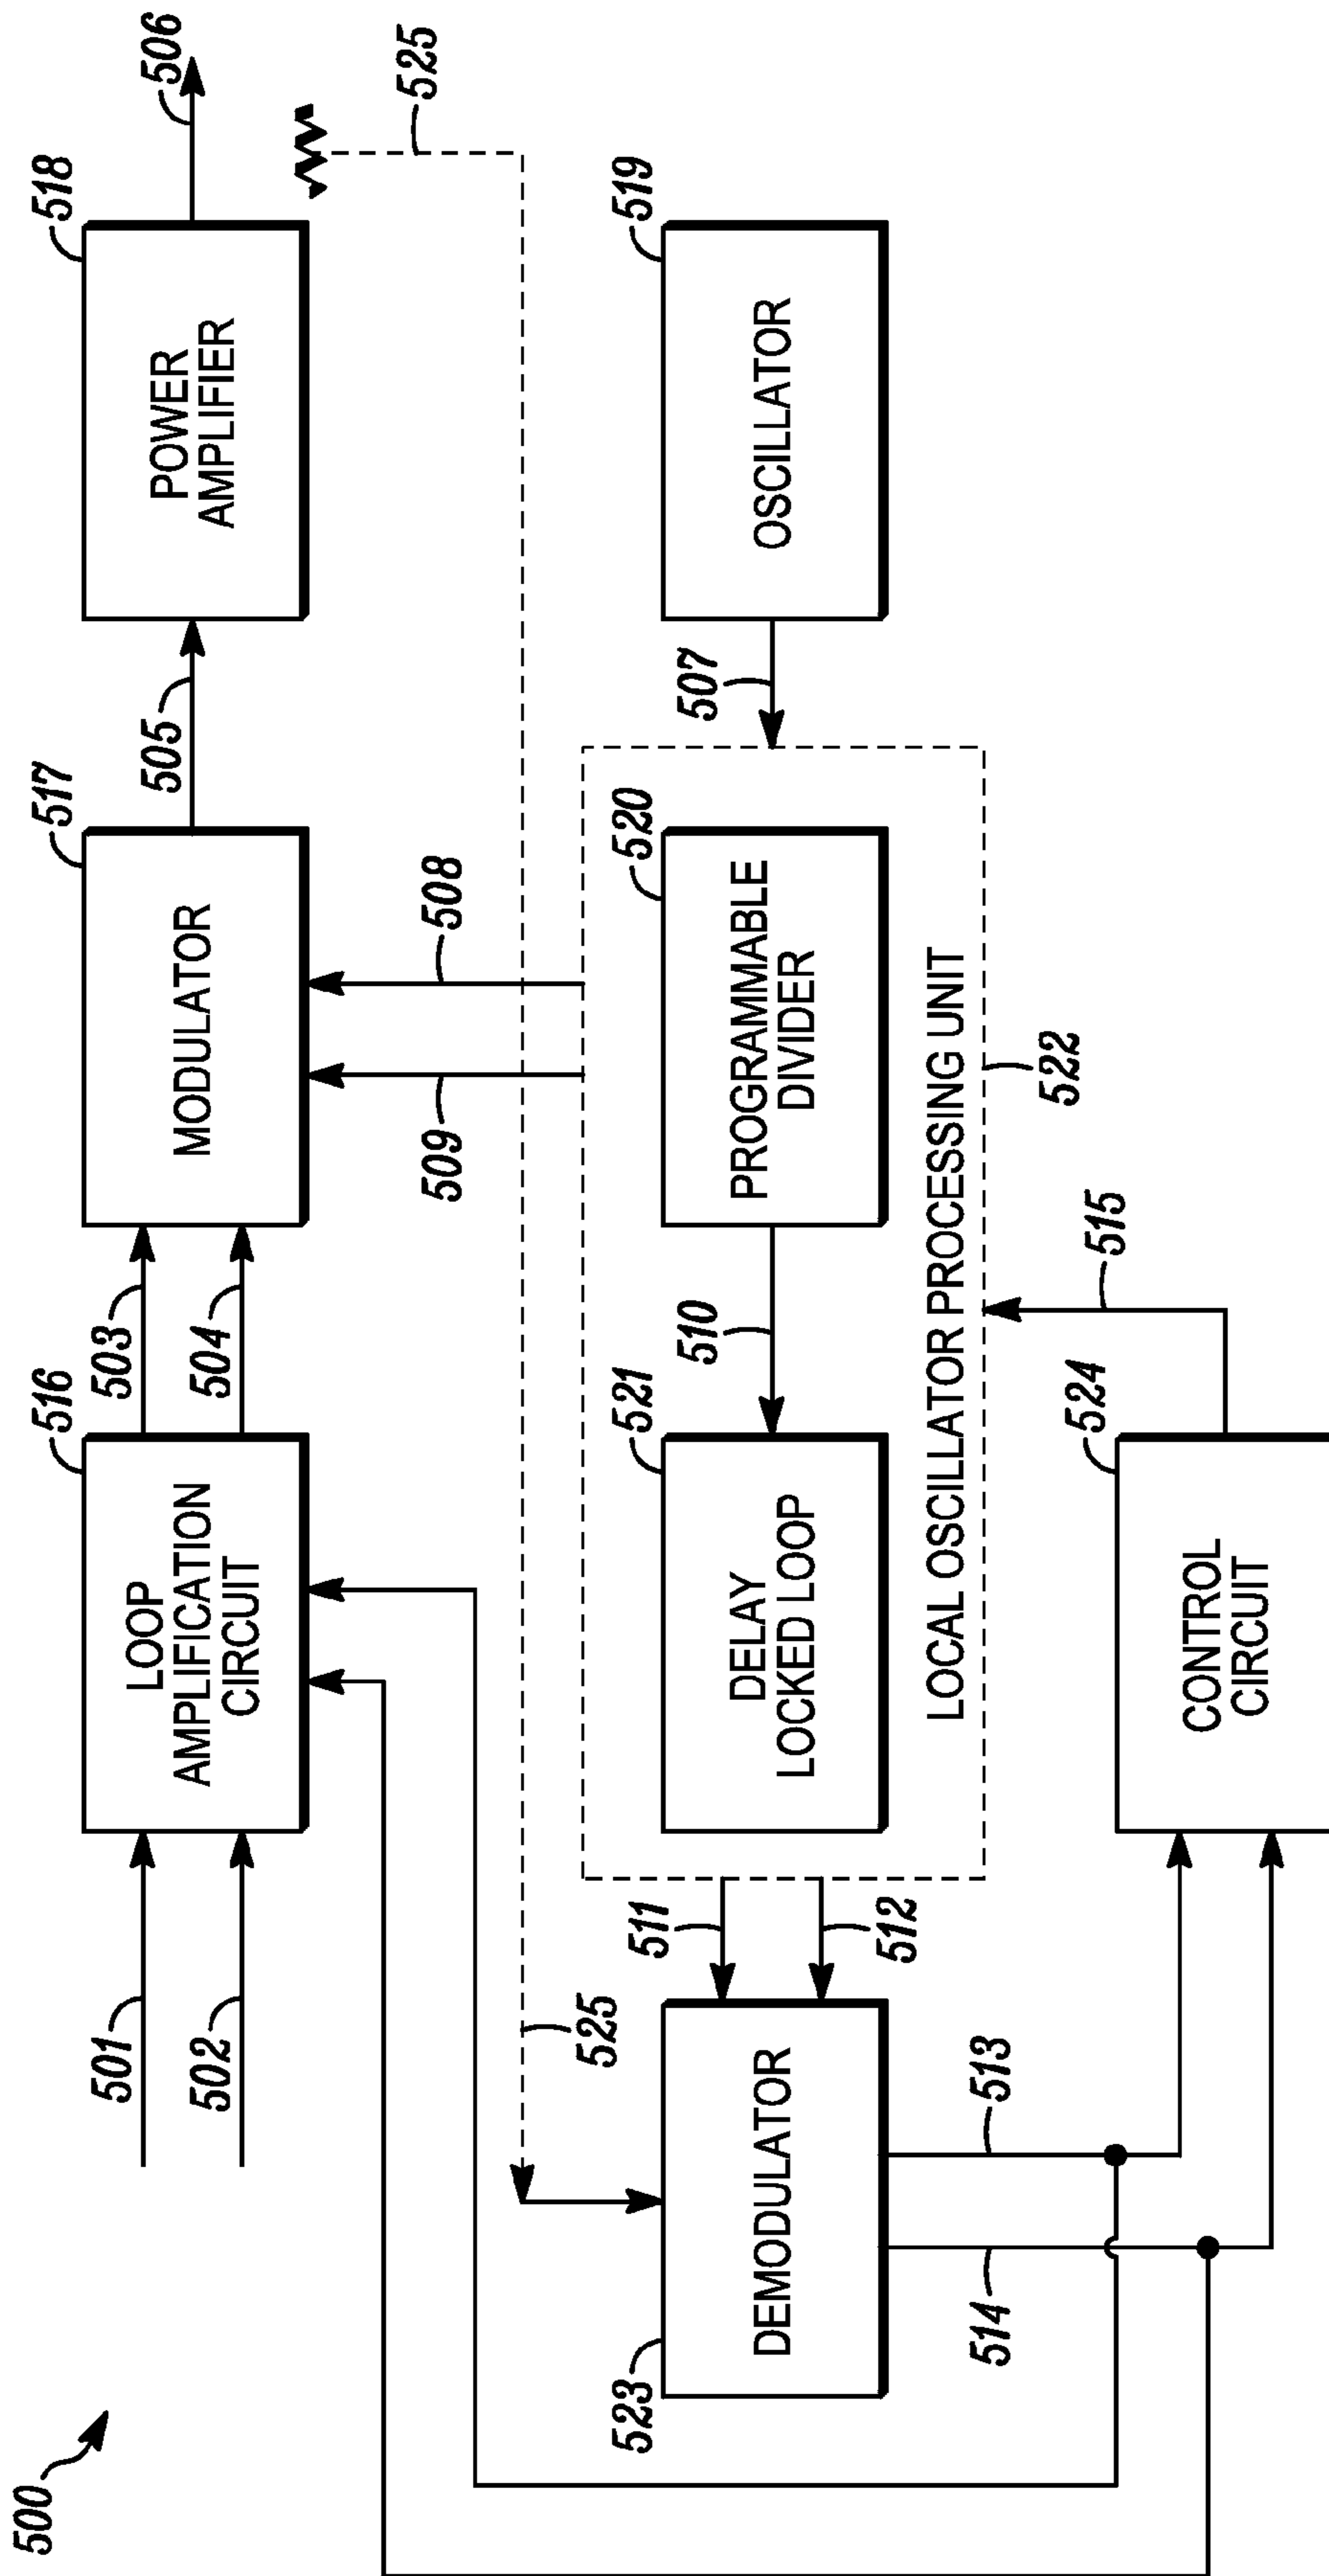 500
501
502
516
LOOP
AMPLIFICATION
CIRCUIT
503
504
517
MODULATOR
505
518
POWER
AMPLIFIER
506
525
509
508
525
523
DEMODULATOR
511
512
521
DELAY
LOCKED LOOP
510
520
PROGRAMMABLE
DIVIDER
507
519
OSCILLATOR
LOCAL OSCILLATOR PROCESSING UNIT
522
514
513
524
CONTROL
CIRCUIT
515